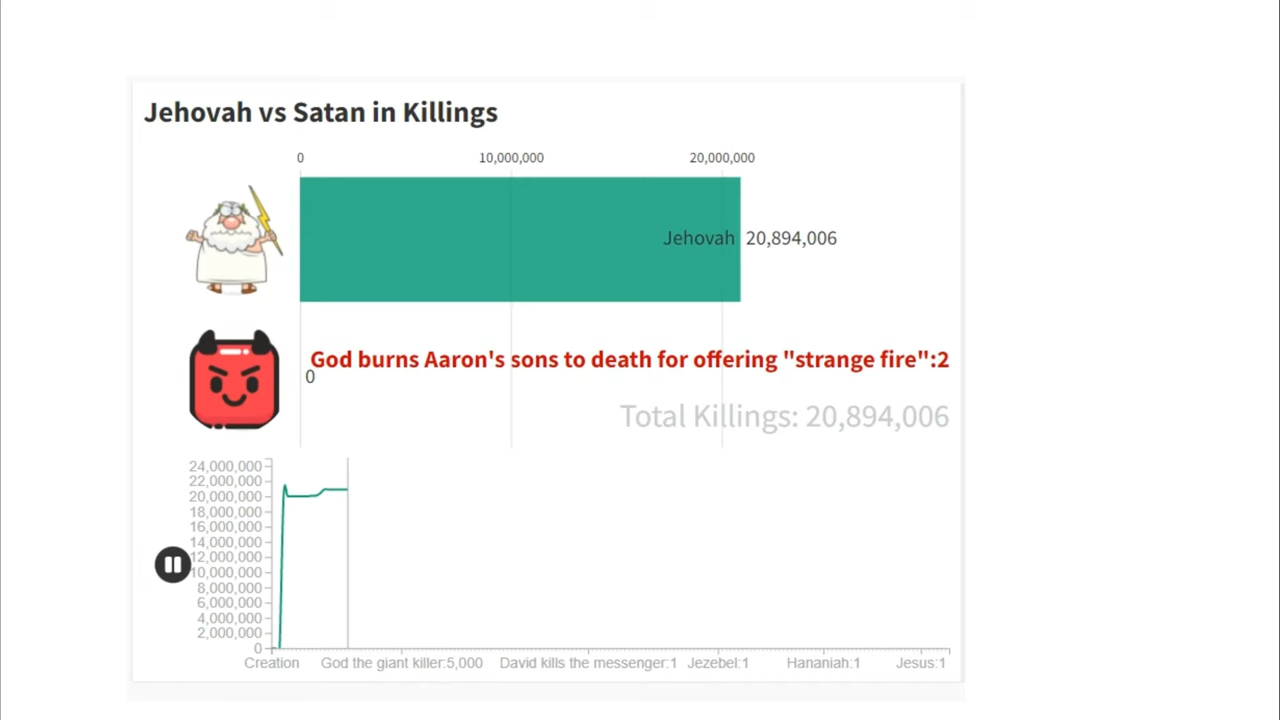 Jehovah vs Satan in Killings
0 10,000,000 20,000,000
Jehovah 20,894,006
God burns Aaron's sons to death for offering "strange fire":2
0
Total Killings: 20,894,006
24,000,000
22,000,000
20,000,000
18,000,000
16,000,000
14,000,000
12,000,000
10,000,000
8,000,000
6,000,000
4,000,000
2,000,000
0
Creation God the giant killer:5,000 David kills the messenger:1 Jezebel:1 Hananiah:1 Jesus:1